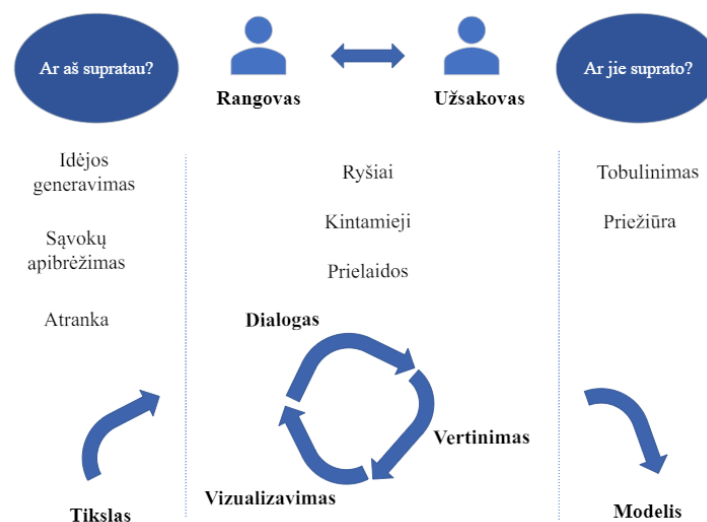 Ar aš supratau?
Rangovas
Užsakovas
Ar jie suprato?
Idėjos
generavimas
Sąvokų
apibrėžimas
Atranka
Ryšiai
Kintamieji
Prielaidos
Tobulinimas
Priežiūra
Dialogas
Vertinimas
Vizualizavimas
Tikslas
Modelis